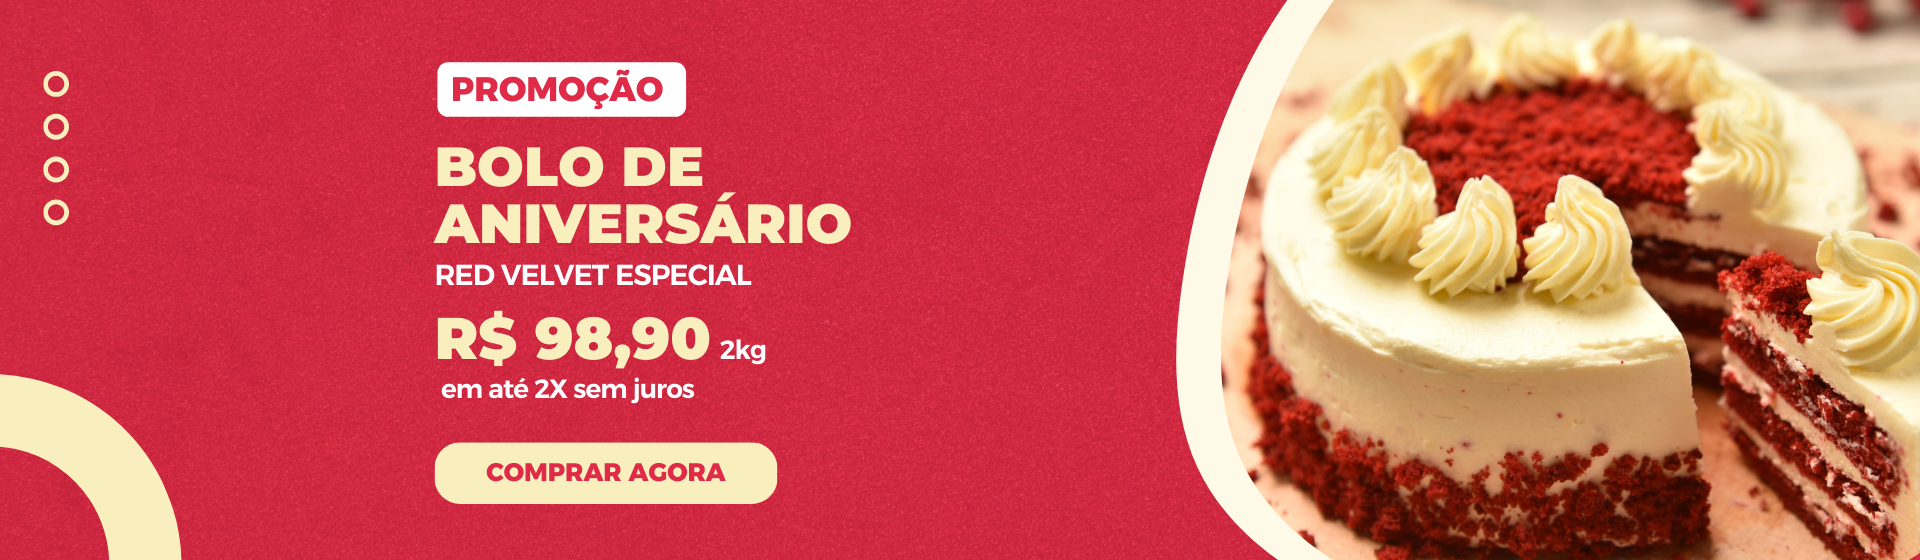 PROMOÇÃO
BOLO DE
ANIVERSÁRIO
RED VELVET ESPECIAL
R$ 98,90 2kg
em até 2X sem juros
COMPRAR AGORA